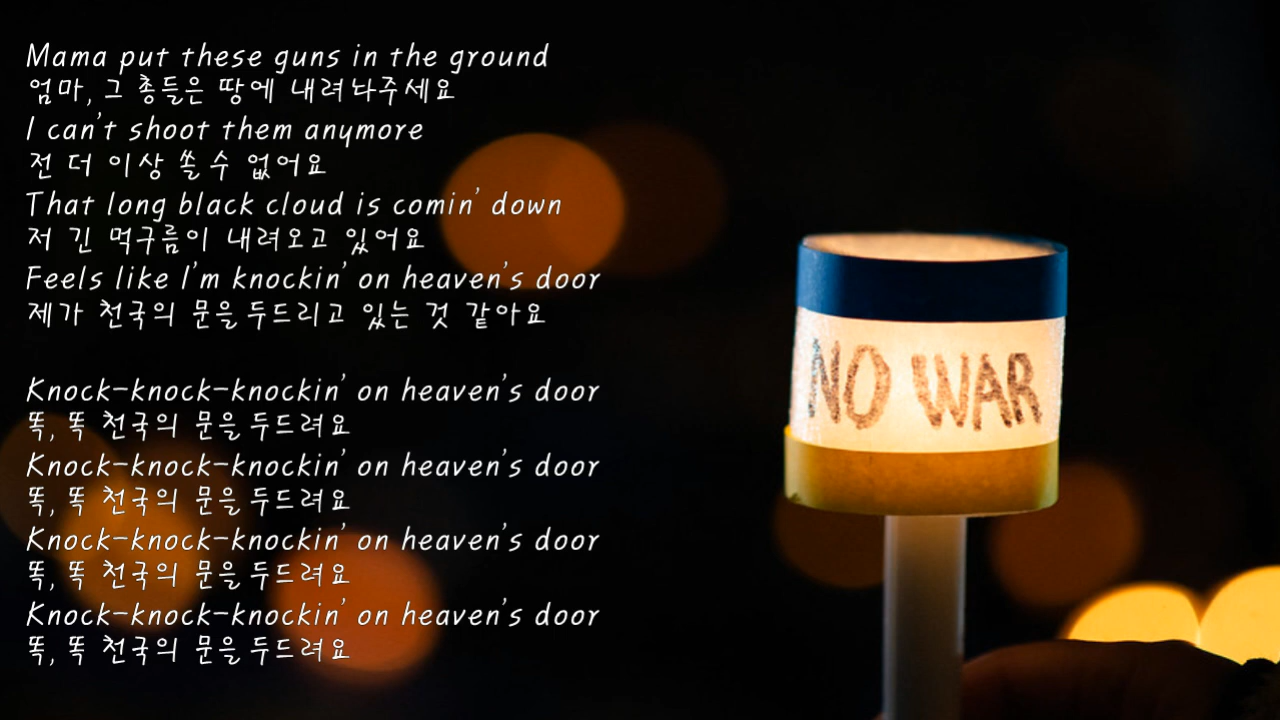 Mama put these guns in the ground
엄마, 그 총들은 땅에 내려놔주세요
I can't shoot them anymore
전 더 이상 쏠 수 없어요
That long black cloud is comin' down
저 긴 먹구름이 내려오고 있어요
Feels like I'm knockin' on heaven's door
제가 천국의 문을 두드리고 있는 것 같아요
Knock-knock-knockin' on heaven's door
똑, 똑 천국의 문을 두드려요
Knock-knock-knockin' on heaven's door
똑, 똑 천국의 문을 두드려요
Knock-knock-knockin' on heaven's door
똑, 똑 천국의 문을 두드려요
Knock-knock-knockin' on heaven's door
똑, 똑 천국의 문을 두드려요
NO WAR